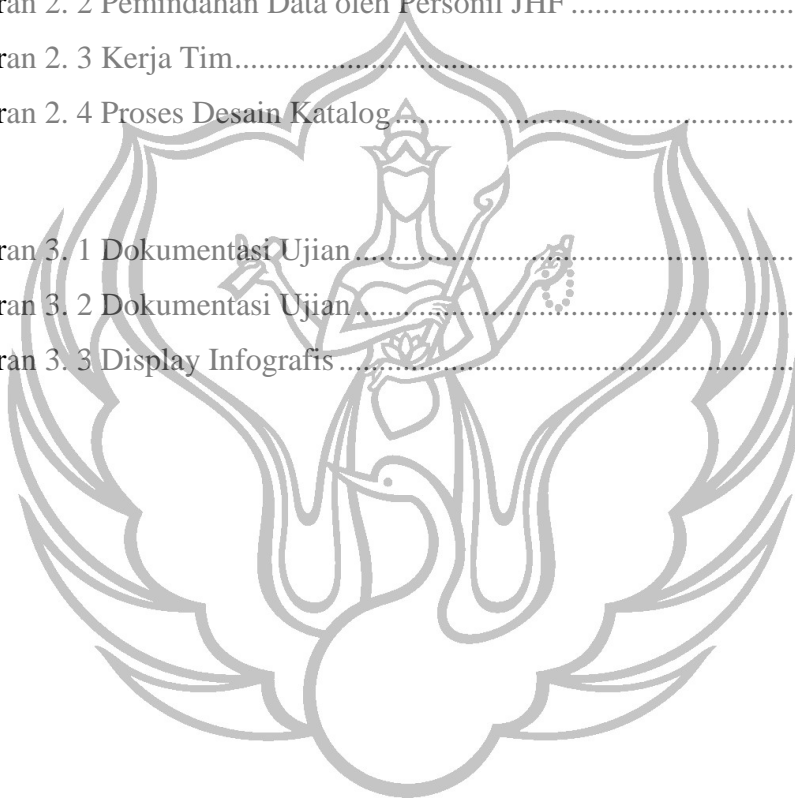 ran 2. 2 Pemindahan Data oleh Personil JHF ............................
ran 2. 3 Kerja Tim......................................................................
ran 2. 4 Proses Desain Katalog...................................................
ran 3. 1 Dokumentasi Ujian.......................................................
ran 3. 2 Dokumentasi Ujian.......................................................
ran 3. 3 Display Infografis.........................................................